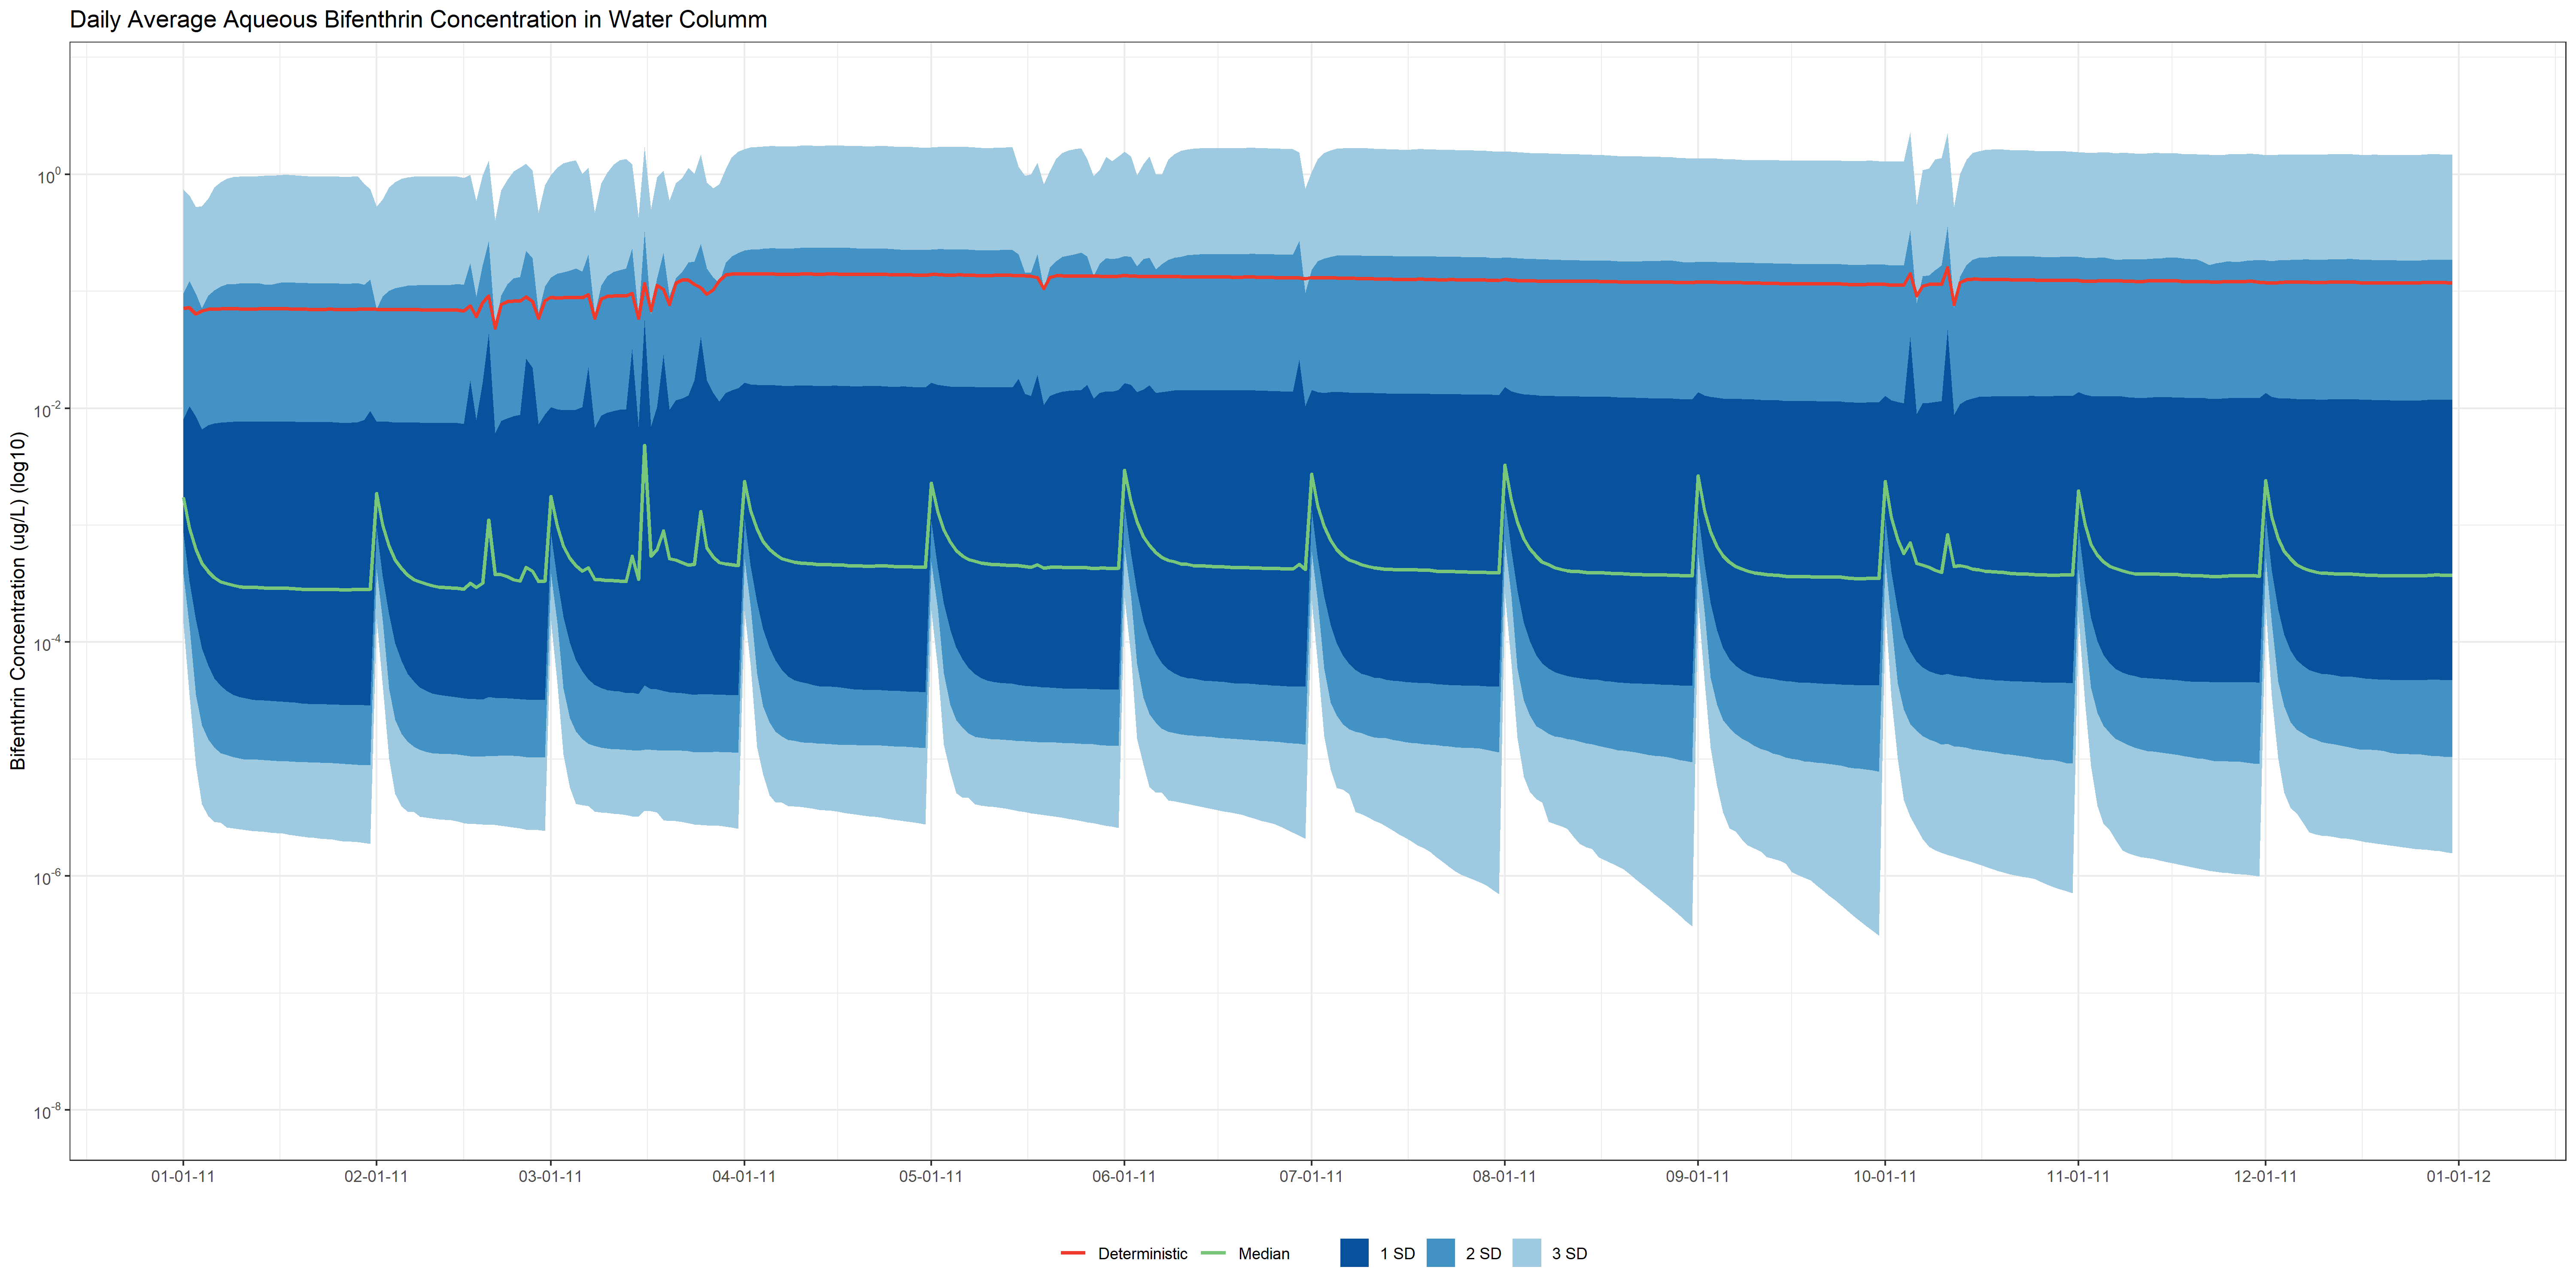 Daily Average Aqueous Bifenthrin Concentration in Water Columm
Bifenthrin Concentration (ug/L) (log10)
10^0
10^-2
10^-4
10^-6
10^-8
01-01-11 02-01-11 03-01-11 04-01-11 05-01-11 06-01-11 07-01-11 08-01-11 09-01-11 10-01-11 11-01-11 12-01-11 01-01-12
Deterministic Median 1 SD 2 SD 3 SD